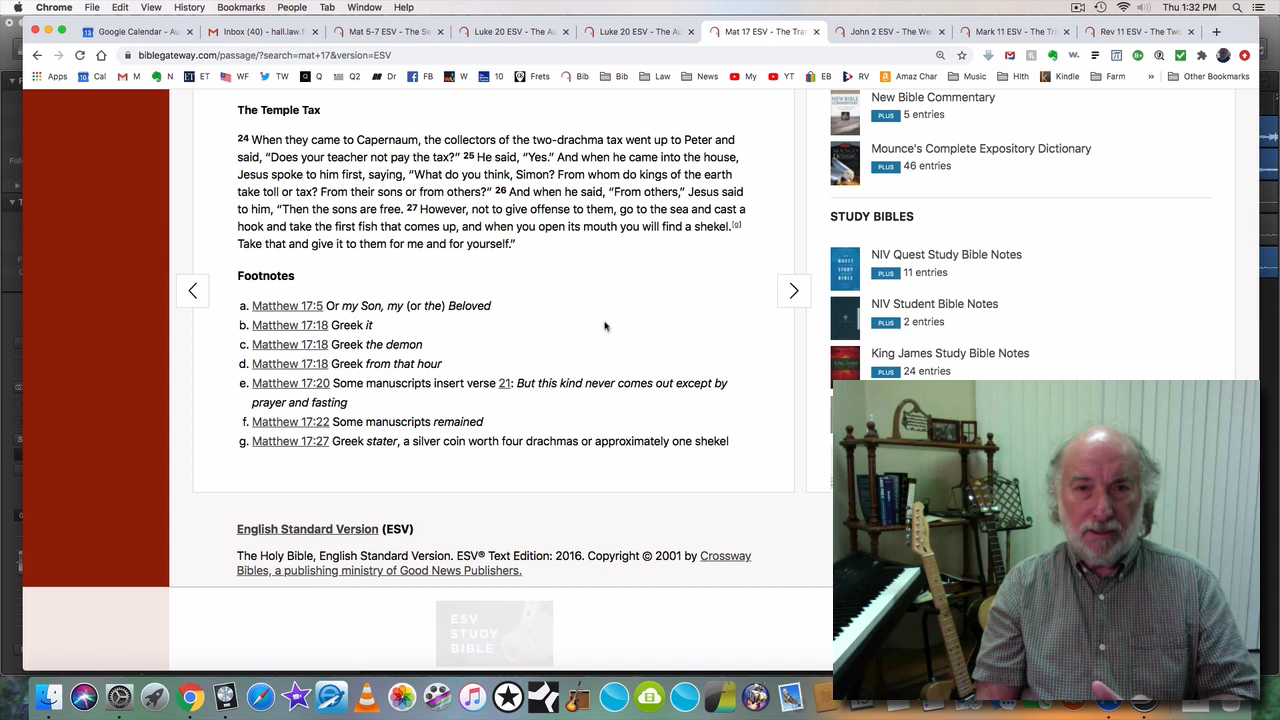 Chrome File Edit View History Bookmarks People Tab Window Help Thu 1:32 PM
Google Calendar - Au Inbox (40) - hall.law.f Mat 5-7 ESV - The Se Luke 20 ESV - The Au Luke 20 ESV - The Au Mat 17 ESV - The Tra John 2 ESV - The We Mark 11 ESV - The Tri Rev 11 ESV - The Two
biblegateway.com/passage/?search=mat+17&version=ESV
Apps Cal M N ET WF TW Q Q2 Dr FB W 10 Frets Bib Bib Law News My YT EB RV Amaz Char Music Hlth Kindle Farm » Other Bookmarks
The Temple Tax
24 When they came to Capernaum, the collectors of the two-drachma tax went up to Peter and
said, “Does your teacher not pay the tax?” 25 He said, “Yes.” And when he came into the house,
Jesus spoke to him first, saying, “What do you think, Simon? From whom do kings of the earth
take toll or tax? From their sons or from others?” 26 And when he said, “From others,” Jesus said
to him, “Then the sons are free. 27 However, not to give offense to them, go to the sea and cast a
hook and take the first fish that comes up, and when you open its mouth you will find a shekel.[g]
Take that and give it to them for me and for yourself.”
Footnotes
a. Matthew 17:5 Or my Son, my (or the) Beloved
b. Matthew 17:18 Greek it
c. Matthew 17:18 Greek the demon
d. Matthew 17:18 Greek from that hour
e. Matthew 17:20 Some manuscripts insert verse 21: But this kind never comes out except by
prayer and fasting
f. Matthew 17:22 Some manuscripts remained
g. Matthew 17:27 Greek stater, a silver coin worth four drachmas or approximately one shekel
English Standard Version (ESV)
The Holy Bible, English Standard Version. ESV® Text Edition: 2016. Copyright © 2001 by Crossway
Bibles, a publishing ministry of Good News Publishers.
ESV
STUDY
BIBLE
New Bible Commentary
PLUS 5 entries
Mounce's Complete Expository Dictionary
PLUS 46 entries
STUDY BIBLES
NIV Quest Study Bible Notes
PLUS 11 entries
NIV Student Bible Notes
PLUS 2 entries
King James Study Bible Notes
PLUS 24 entries